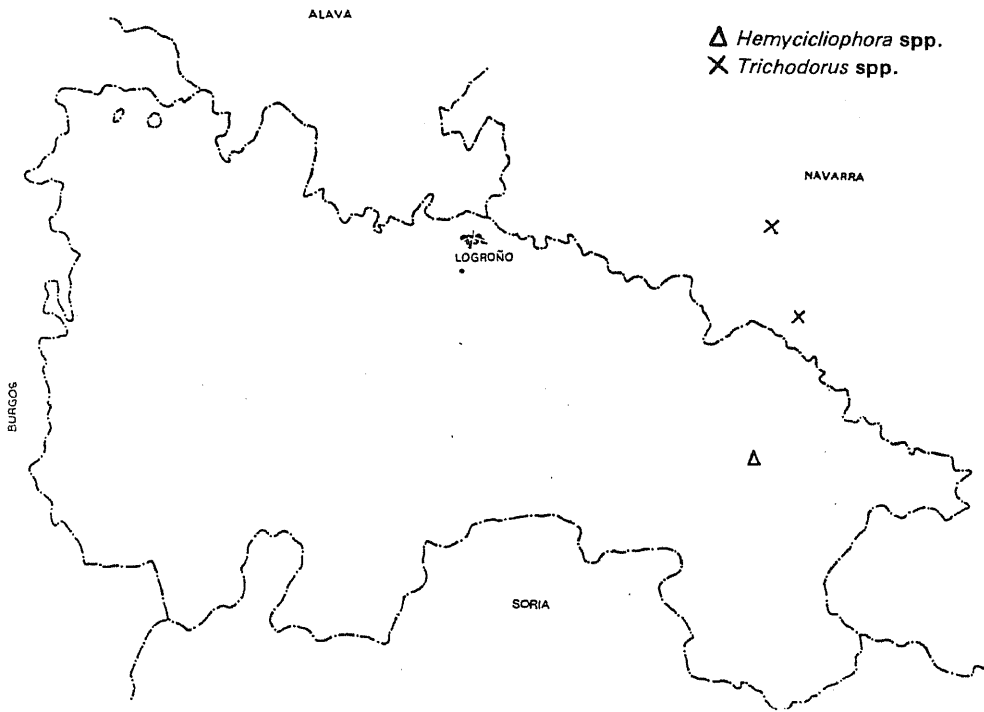 ALAVA
Δ Hemycicliophora spp.
X Trichodorus spp.
NAVARRA
LOGROÑO
BURGOS
SORIA